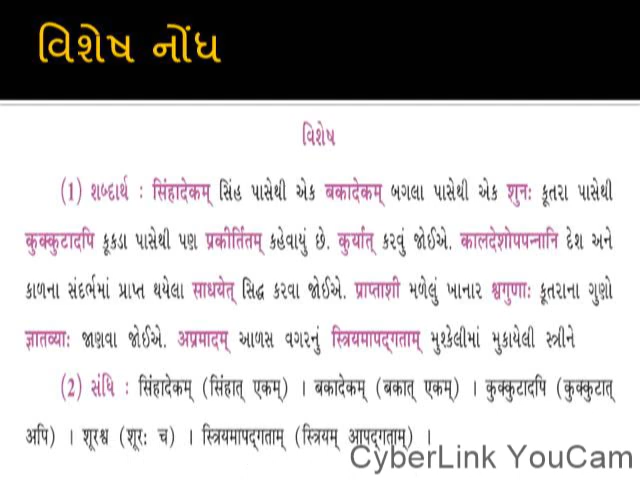 વિશેષ નોંધ
વિશેષ
(1) શબ્દાર્થ : सिंहादेकम् સિંહ પાસેથી એક बकादेकम् બગલા પાસેથી એક शुनः કૂતરા પાસેથી
कुक्कुटादपि કૂકડા પાસેથી પણ प्रकीर्तितम् કહેવાયું છે. कुर्यात् કરવું જોઈએ. कालदेशोपपन्नानि દેશ અને
કાળના સંદર્ભમાં પ્રાપ્ત થયેલા साधयेत् સિદ્ધ કરવા જોઈએ. प्राप्ताशी મળેલું ખાનાર श्वगुणाः કૂતરાના ગુણો
ज्ञातव्याः જાણવા જોઈએ. अप्रमादम् આળસ વગરનું स्त्रियमापद्गताम् મુશ્કેલીમાં મુકાયેલી સ્ત્રીને
(2) સંધિ : सिंहादेकम् (सिंहात् एकम्) । बकादेकम् (बकात् एकम्) । कुक्कुटादपि (कुक्कुटात्
अपि) । शूरश्च (शूरः च) । स्त्रियमापद्गताम् (स्त्रियम् आपद्गताम्) ।
CyberLink YouCam